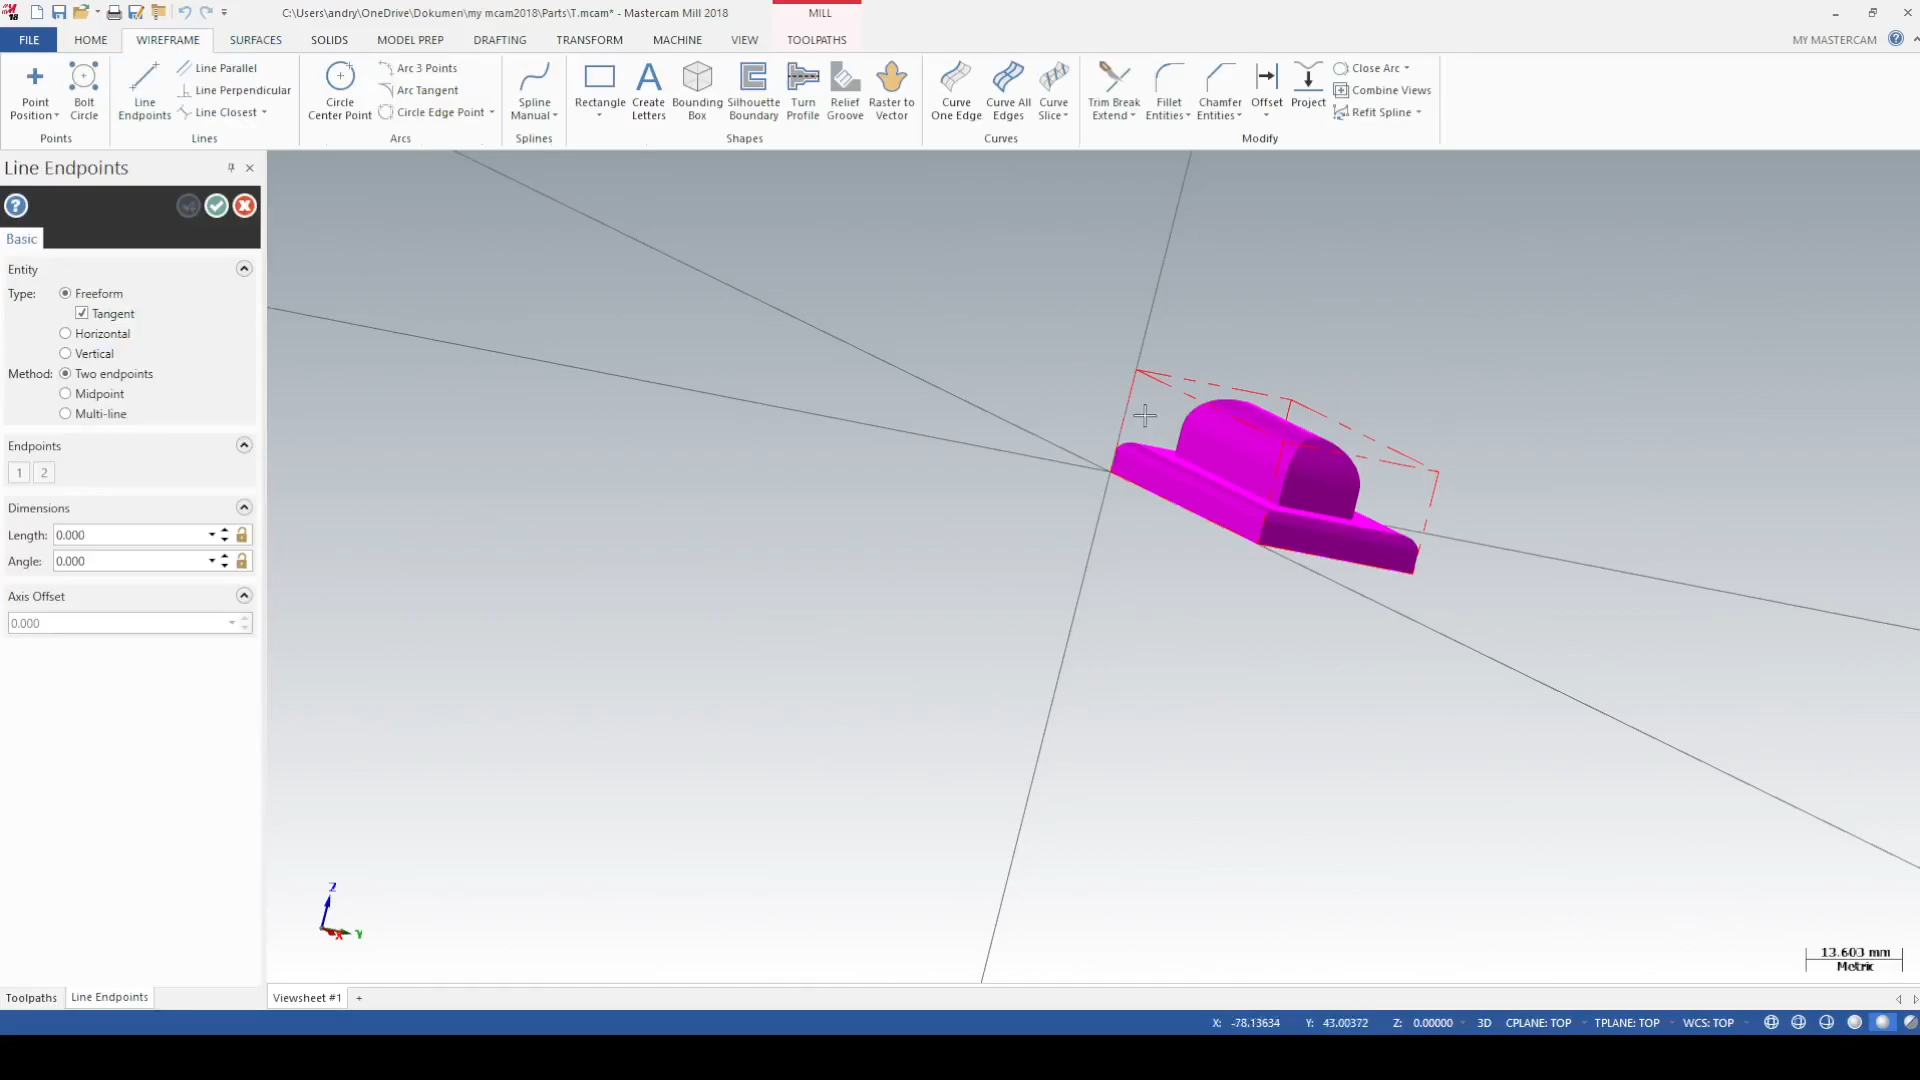 C:\Users\andry\OneDrive\Dokumen\my mcam2018\Parts\T.mcam* - Mastercam Mill 2018
MILL
FILE HOME WIREFRAME SURFACES SOLIDS MODEL PREP DRAFTING TRANSFORM MACHINE VIEW TOOLPATHS
MY MASTERCAM
Point Position
Bolt Circle
Points
Line Endpoints
Line Parallel
Line Perpendicular
Line Closest
Lines
Circle Center Point
Arc 3 Points
Arc Tangent
Circle Edge Point
Arcs
Spline Manual
Splines
Rectangle
Create Letters
Bounding Box
Silhouette Boundary
Turn Profile
Relief Groove
Raster to Vector
Shapes
Curve One Edge
Curve All Edges
Curve Slice
Curves
Trim Break Extend
Fillet Entities
Chamfer Entities
Offset
Project
Close Arc
Combine Views
Refit Spline
Modify
Line Endpoints
Basic
Entity
Type: Freeform
Tangent
Horizontal
Vertical
Method: Two endpoints
Midpoint
Multi-line
Endpoints
1 2
Dimensions
Length: 0.000
Angle: 0.000
Axis Offset
0.000
Z
X Y
13.603 mm
Metric
Toolpaths Line Endpoints
Viewsheet #1 +
X: -78.13634 Y: 43.00372 Z: 0.00000 3D CPLANE: TOP TPLANE: TOP WCS: TOP